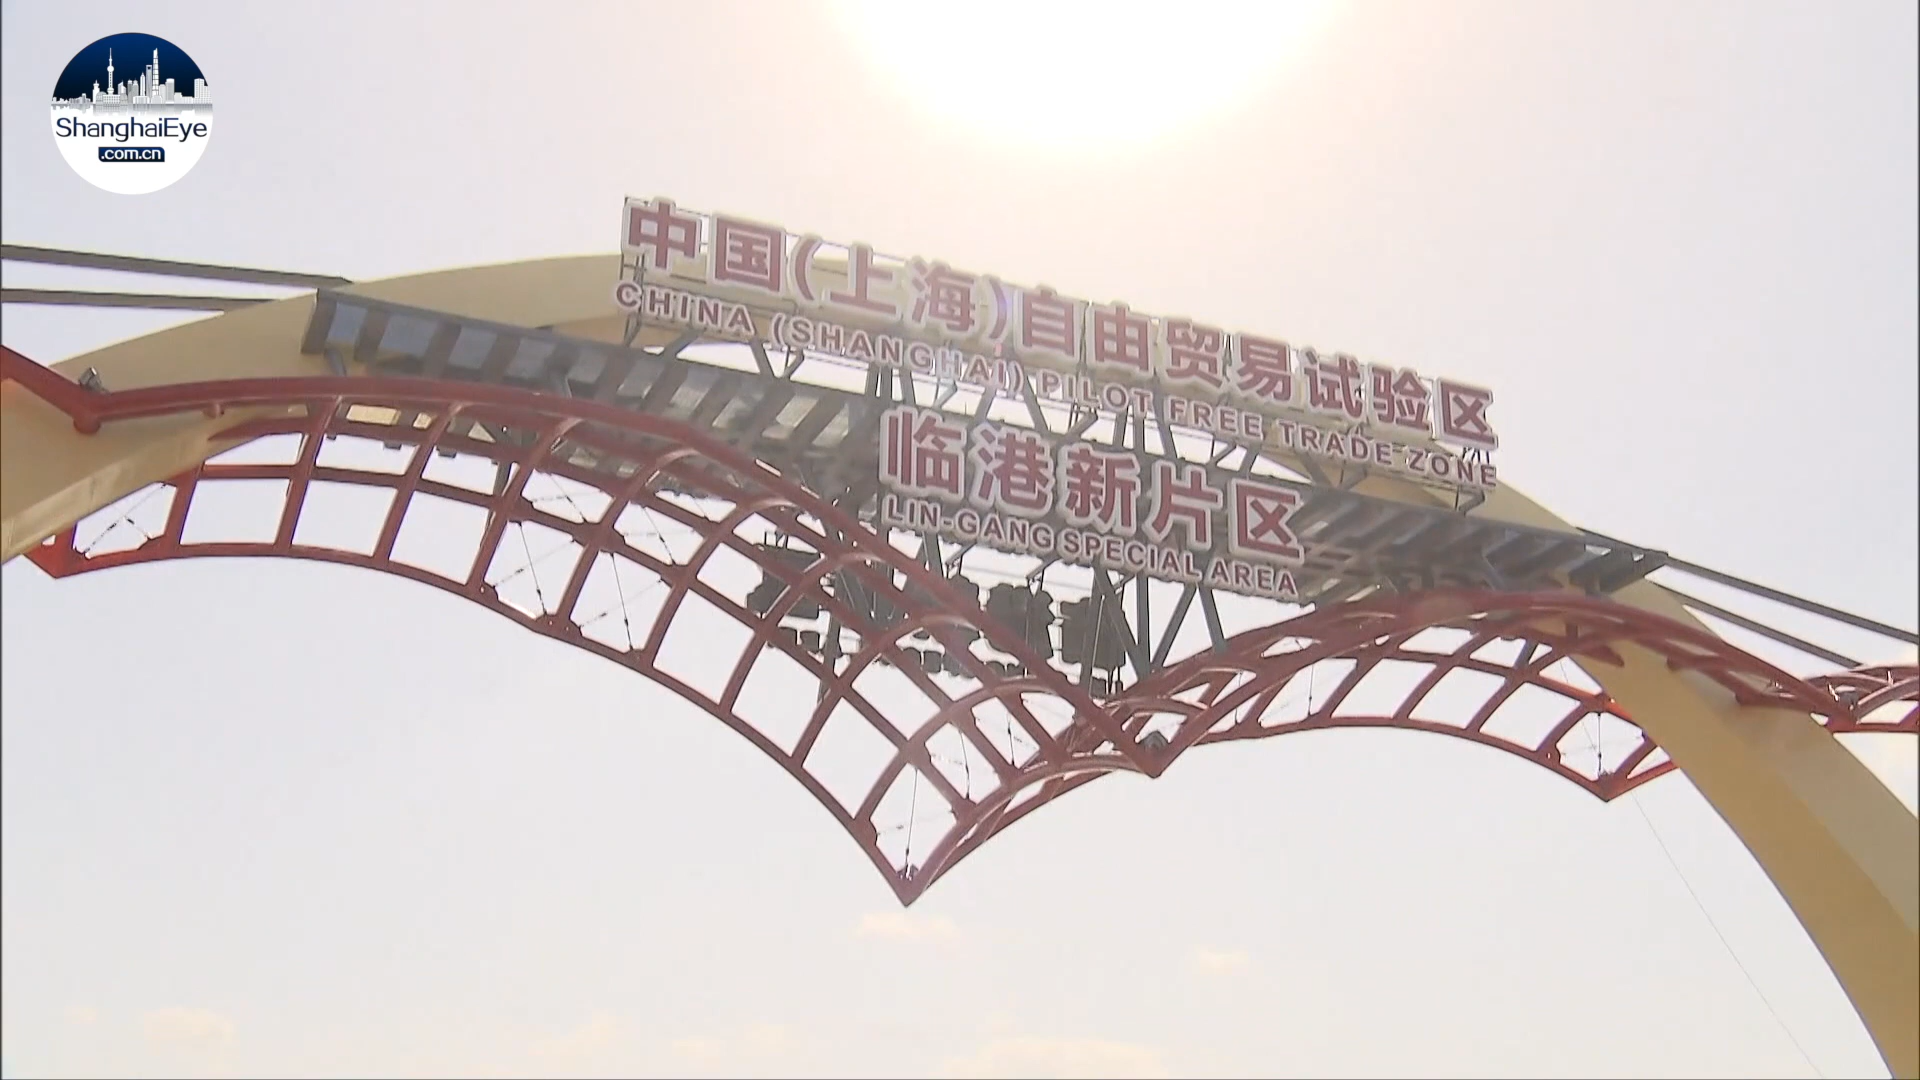 ShanghaiEye
.com.cn
中国(上海)自由贸易试验区
CHINA (SHANGHAI) PILOT FREE TRADE ZONE
临港新片区
LIN-GANG SPECIAL AREA